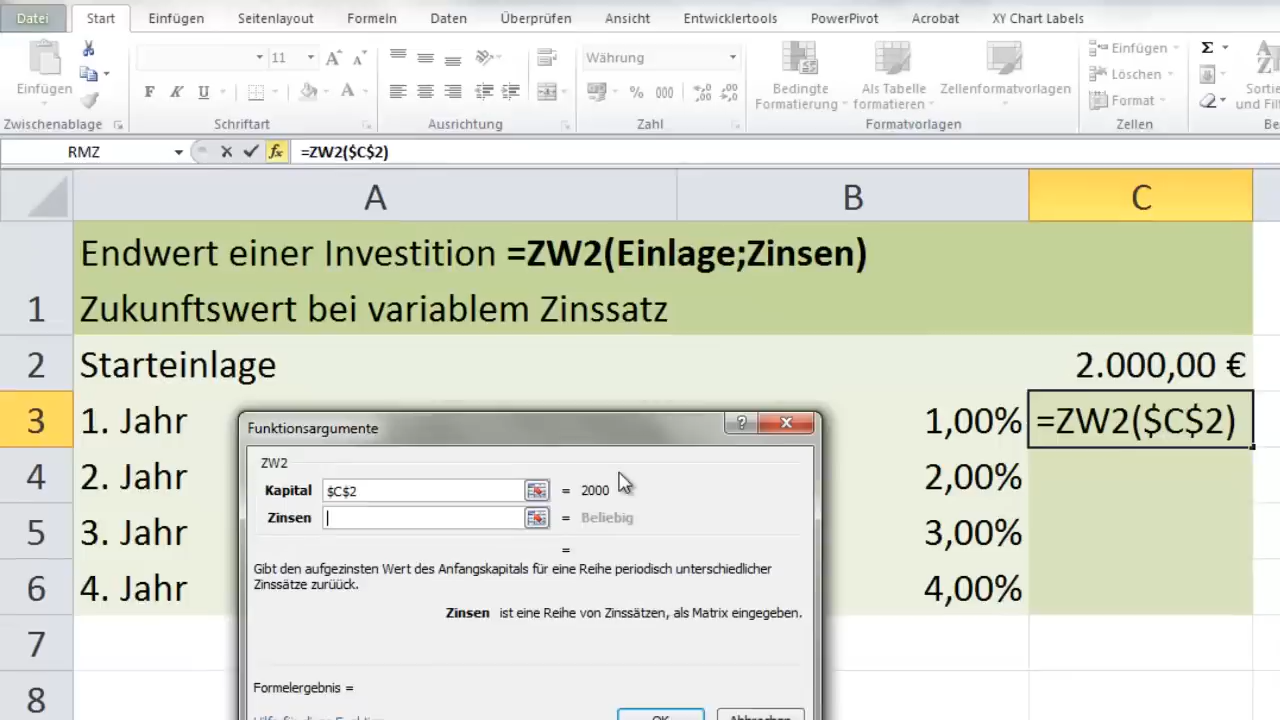 Datei Start Einfügen Seitenlayout Formeln Daten Überprüfen Ansicht Entwicklertools PowerPivot Acrobat XY Chart Labels
11 Währung Einfügen Σ
Einfügen F K U A % 000 Bedingte Formatierung Als Tabelle formatieren Zellenformatvorlagen Löschen Format
Zwischenablage Schriftart Ausrichtung Zahl Formatvorlagen Zellen
RMZ fx =ZW2($C$2)
A B C
Endwert einer Investition =ZW2(Einlage;Zinsen)
1 Zukunftswert bei variablem Zinssatz
2 Starteinlage 2.000,00 €
3 1. Jahr 1,00% =ZW2($C$2)
4 2. Jahr 2,00%
5 3. Jahr 3,00%
6 4. Jahr 4,00%
7
8
Funktionsargumente ?
ZW2
Kapital $C$2 = 2000
Zinsen = Beliebig
=
Gibt den aufgezinsten Wert des Anfangskapitals für eine Reihe periodisch unterschiedlicher
Zinssätze zurüück.
Zinsen ist eine Reihe von Zinssätzen, als Matrix eingegeben.
Formelergebnis =